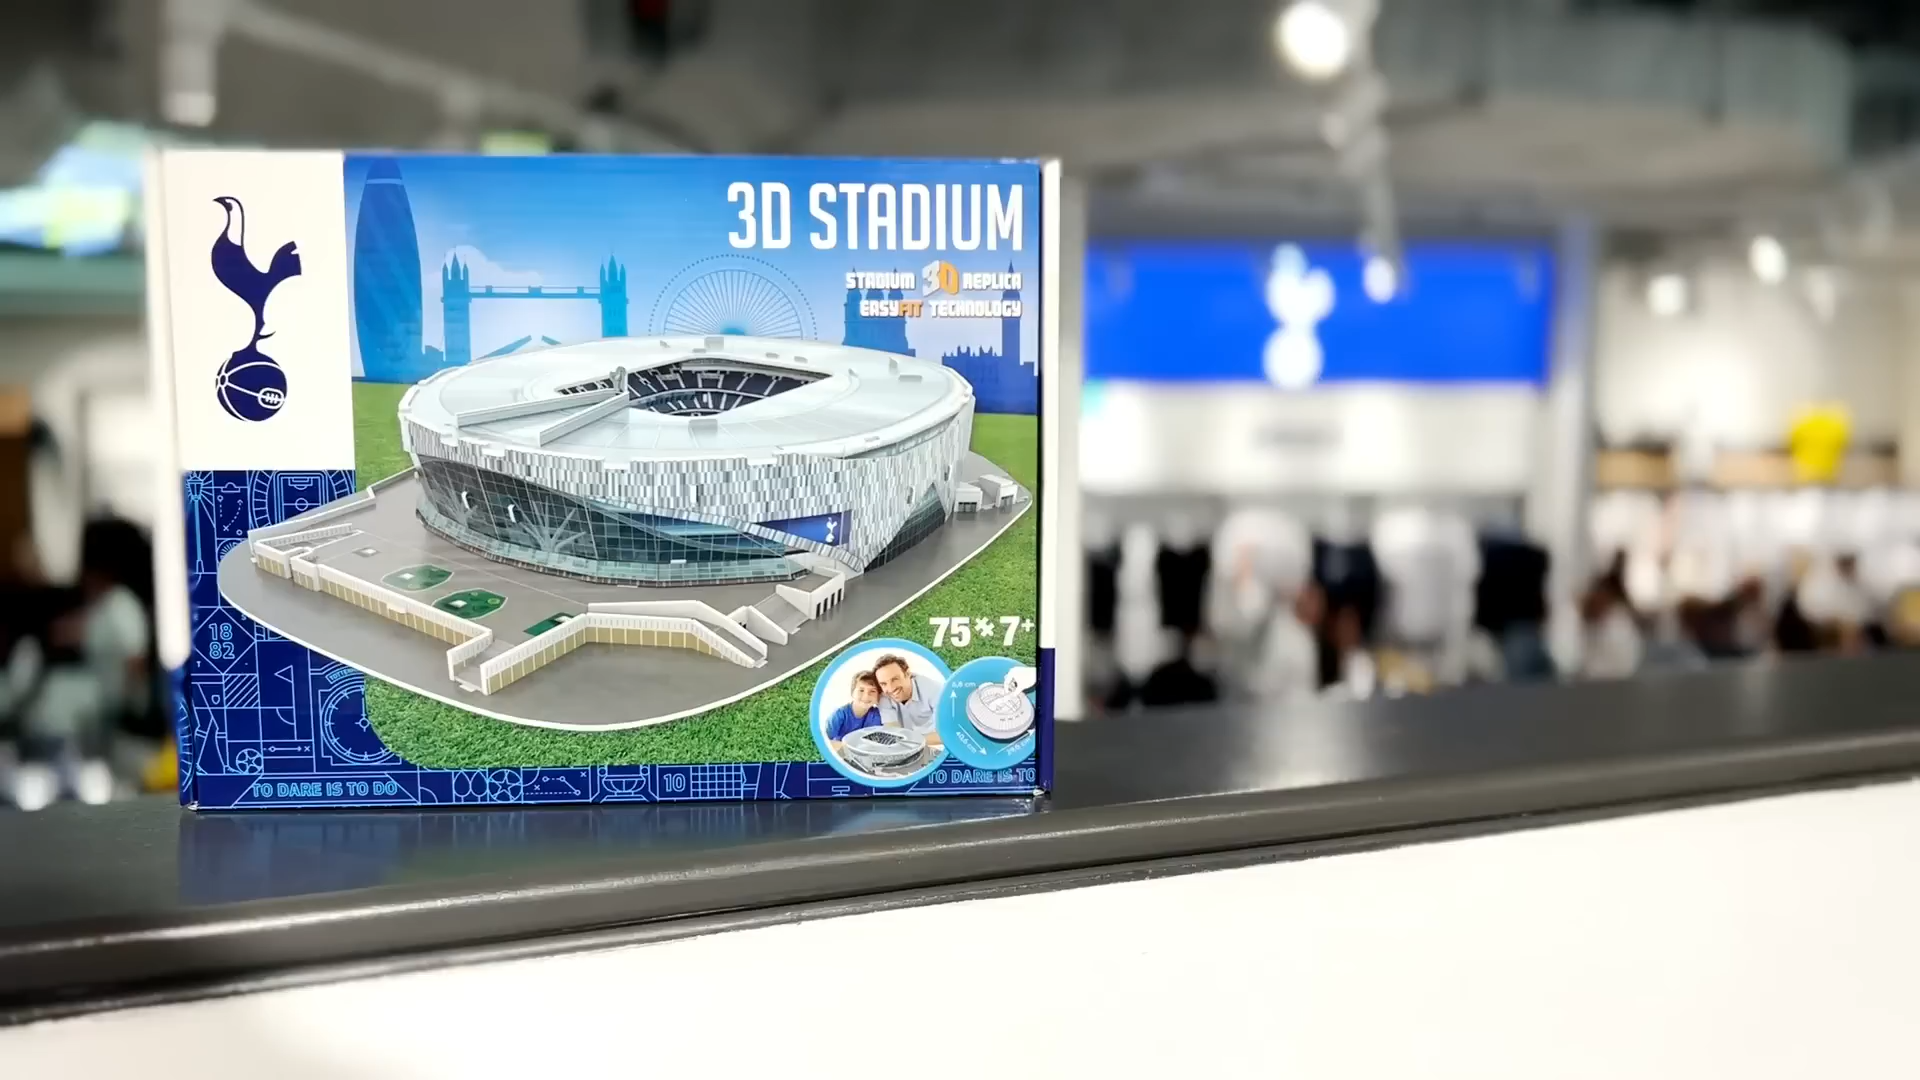 3D STADIUM
STADIUM 3D REPLICA
EASYFIT TECHNOLOGY
18
82
75 7+
10
TO DARE IS TO DO
TO DARE IS TO